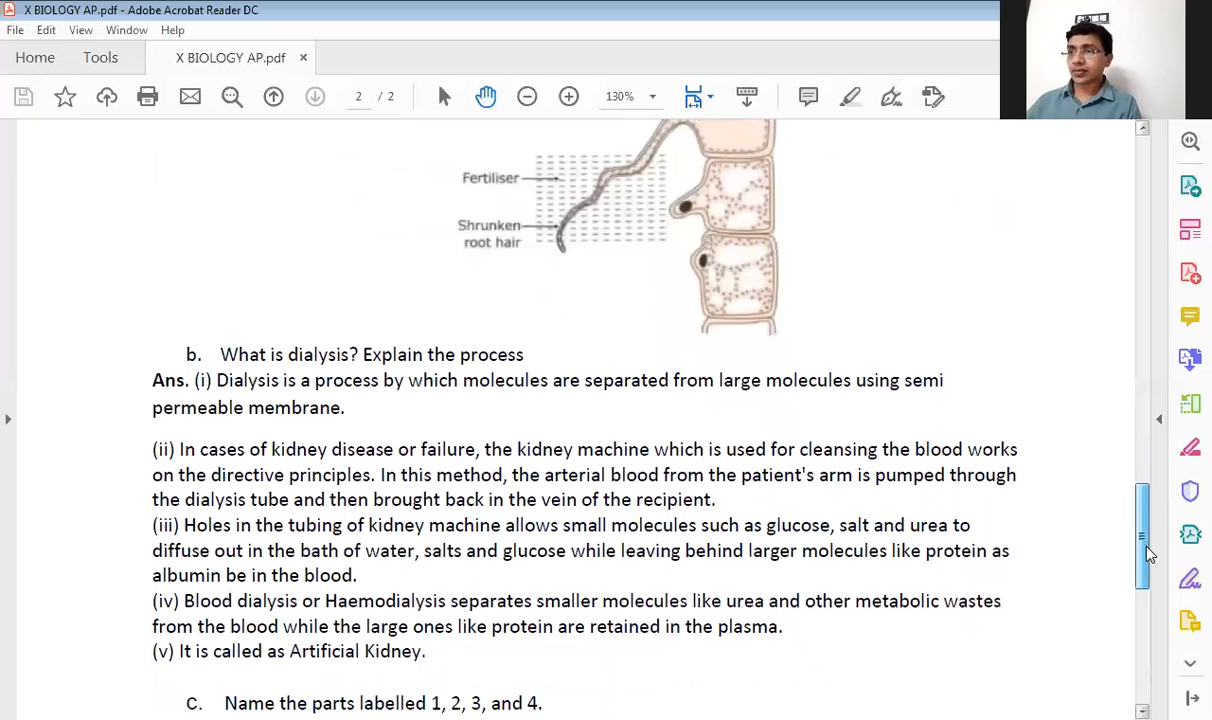 X BIOLOGY AP.pdf - Adobe Acrobat Reader DC
File Edit View Window Help
Home Tools X BIOLOGY AP.pdf ×
2 / 2 130%
Fertiliser
Shrunken
root hair
b. What is dialysis? Explain the process
Ans. (i) Dialysis is a process by which molecules are separated from large molecules using semi
permeable membrane.
(ii) In cases of kidney disease or failure, the kidney machine which is used for cleansing the blood works
on the directive principles. In this method, the arterial blood from the patient's arm is pumped through
the dialysis tube and then brought back in the vein of the recipient.
(iii) Holes in the tubing of kidney machine allows small molecules such as glucose, salt and urea to
diffuse out in the bath of water, salts and glucose while leaving behind larger molecules like protein as
albumin be in the blood.
(iv) Blood dialysis or Haemodialysis separates smaller molecules like urea and other metabolic wastes
from the blood while the large ones like protein are retained in the plasma.
(v) It is called as Artificial Kidney.
C. Name the parts labelled 1, 2, 3, and 4.